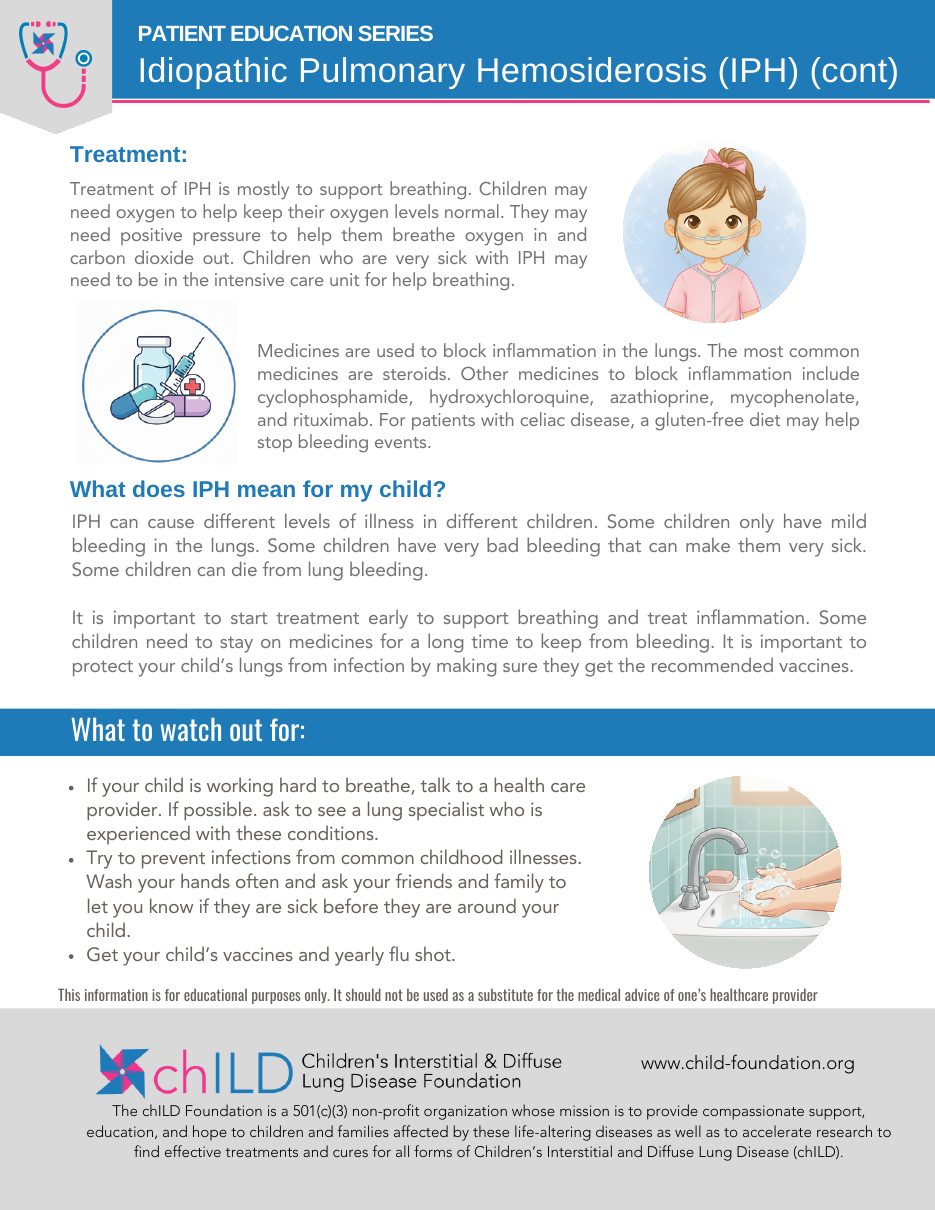 PATIENT EDUCATION SERIES
Idiopathic Pulmonary Hemosiderosis (IPH) (cont)
Treatment:
Treatment of IPH is mostly to support breathing. Children may
need oxygen to help keep their oxygen levels normal. They may
need positive pressure to help them breathe oxygen in and
carbon dioxide out. Children who are very sick with IPH may
need to be in the intensive care unit for help breathing.
Medicines are used to block inflammation in the lungs. The most common
medicines are steroids. Other medicines to block inflammation include
cyclophosphamide, hydroxychloroquine, azathioprine, mycophenolate,
and rituximab. For patients with celiac disease, a gluten-free diet may help
stop bleeding events.
What does IPH mean for my child?
IPH can cause different levels of illness in different children. Some children only have mild
bleeding in the lungs. Some children have very bad bleeding that can make them very sick.
Some children can die from lung bleeding.
It is important to start treatment early to support breathing and treat inflammation. Some
children need to stay on medicines for a long time to keep from bleeding. It is important to
protect your child’s lungs from infection by making sure they get the recommended vaccines.
What to watch out for:
• If your child is working hard to breathe, talk to a health care
provider. If possible. ask to see a lung specialist who is
experienced with these conditions.
• Try to prevent infections from common childhood illnesses.
Wash your hands often and ask your friends and family to
let you know if they are sick before they are around your
child.
• Get your child’s vaccines and yearly flu shot.
This information is for educational purposes only. It should not be used as a substitute for the medical advice of one’s healthcare provider
chILD
Children's Interstitial & Diffuse
Lung Disease Foundation
www.child-foundation.org
The chILD Foundation is a 501(c)(3) non-profit organization whose mission is to provide compassionate support,
education, and hope to children and families affected by these life-altering diseases as well as to accelerate research to
find effective treatments and cures for all forms of Children’s Interstitial and Diffuse Lung Disease (chILD).